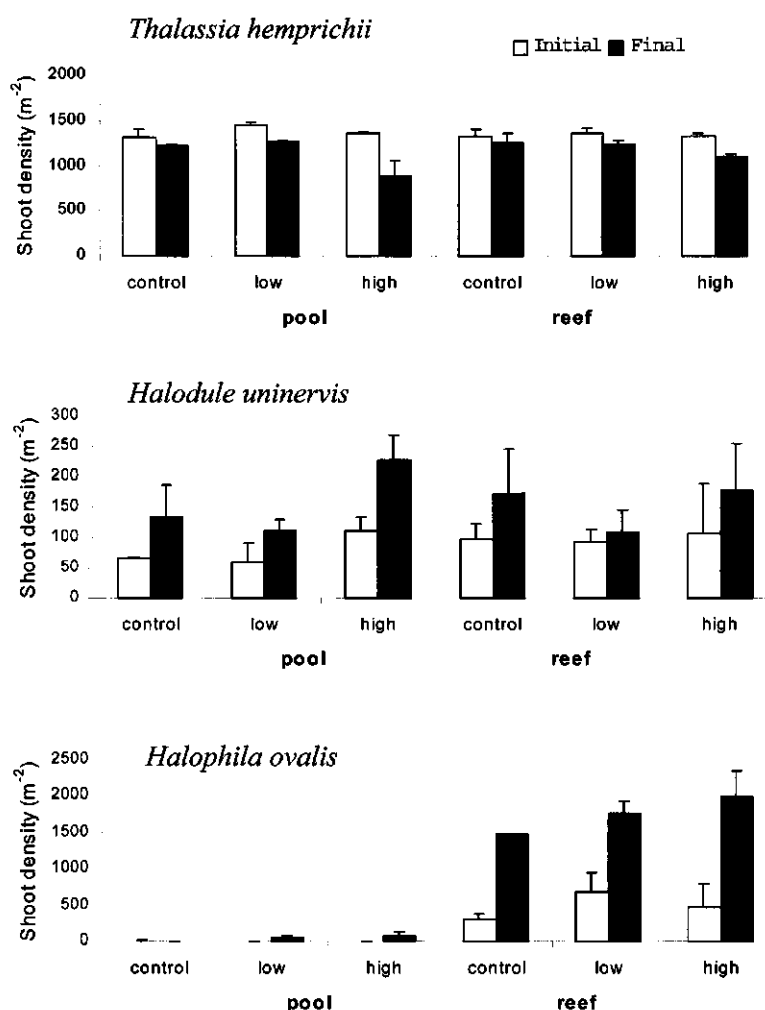 Thalassia hemprichii
Initial Final
Shoot density (m⁻²)
2000
1500
1000
500
0
control low high control low high
pool reef
Halodule uninervis
Shoot density (m⁻²)
300
250
200
150
100
50
0
control low high control low high
pool reef
Halophila ovalis
Shoot density (m⁻²)
2500
2000
1500
1000
500
0
control low high control low high
pool reef